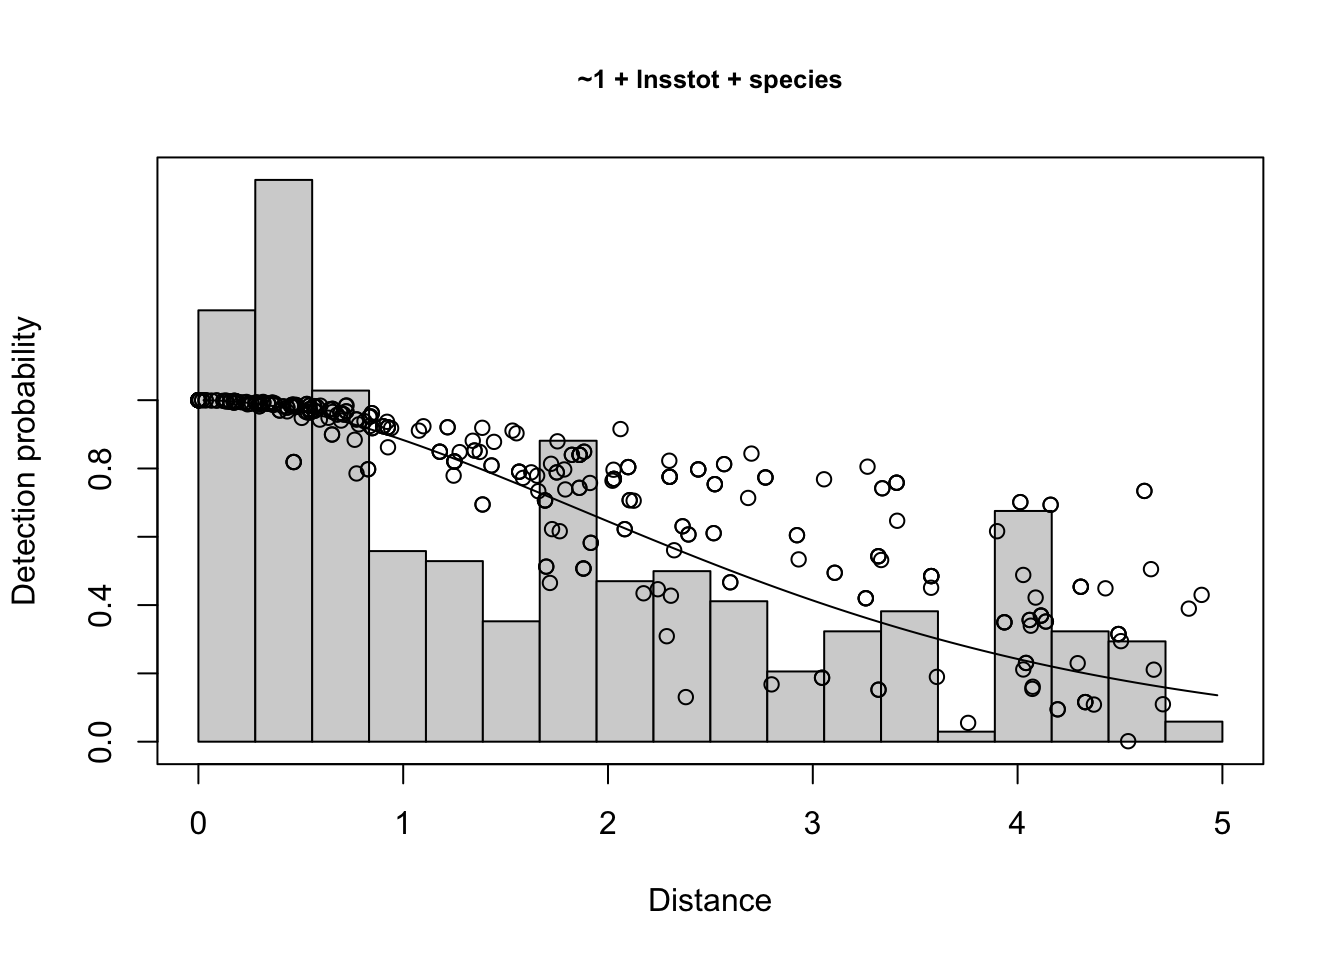 ~1 + lnsstot + species
Detection probability
0.8
0.4
0.0
0 1 2 3 4 5
Distance